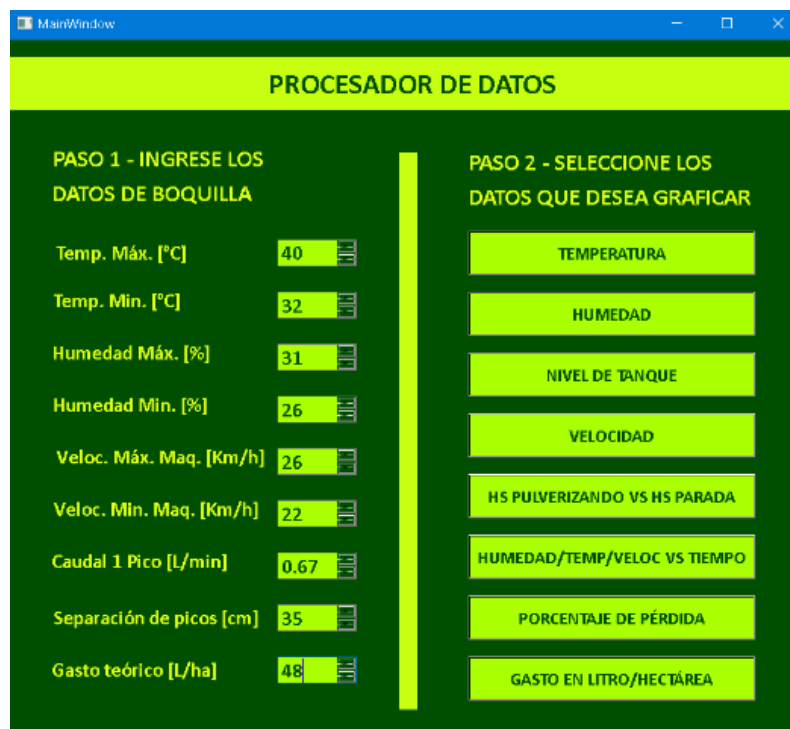 MainWindow
PROCESADOR DE DATOS
PASO 1 - INGRESE LOS
DATOS DE BOQUILLA
Temp. Máx. [°C] 40
Temp. Min. [°C] 32
Humedad Máx. [%] 31
Humedad Min. [%] 26
Veloc. Máx. Maq. [Km/h] 26
Veloc. Min. Maq. [Km/h] 22
Caudal 1 Pico [L/min] 0.67
Separación de picos [cm] 35
Gasto teórico [L/ha] 48
PASO 2 - SELECCIONE LOS
DATOS QUE DESEA GRAFICAR
TEMPERATURA
HUMEDAD
NIVEL DE TANQUE
VELOCIDAD
HS PULVERIZANDO VS HS PARADA
HUMEDAD/TEMP/VELOC VS TIEMPO
PORCENTAJE DE PÉRDIDA
GASTO EN LITRO/HECTÁREA